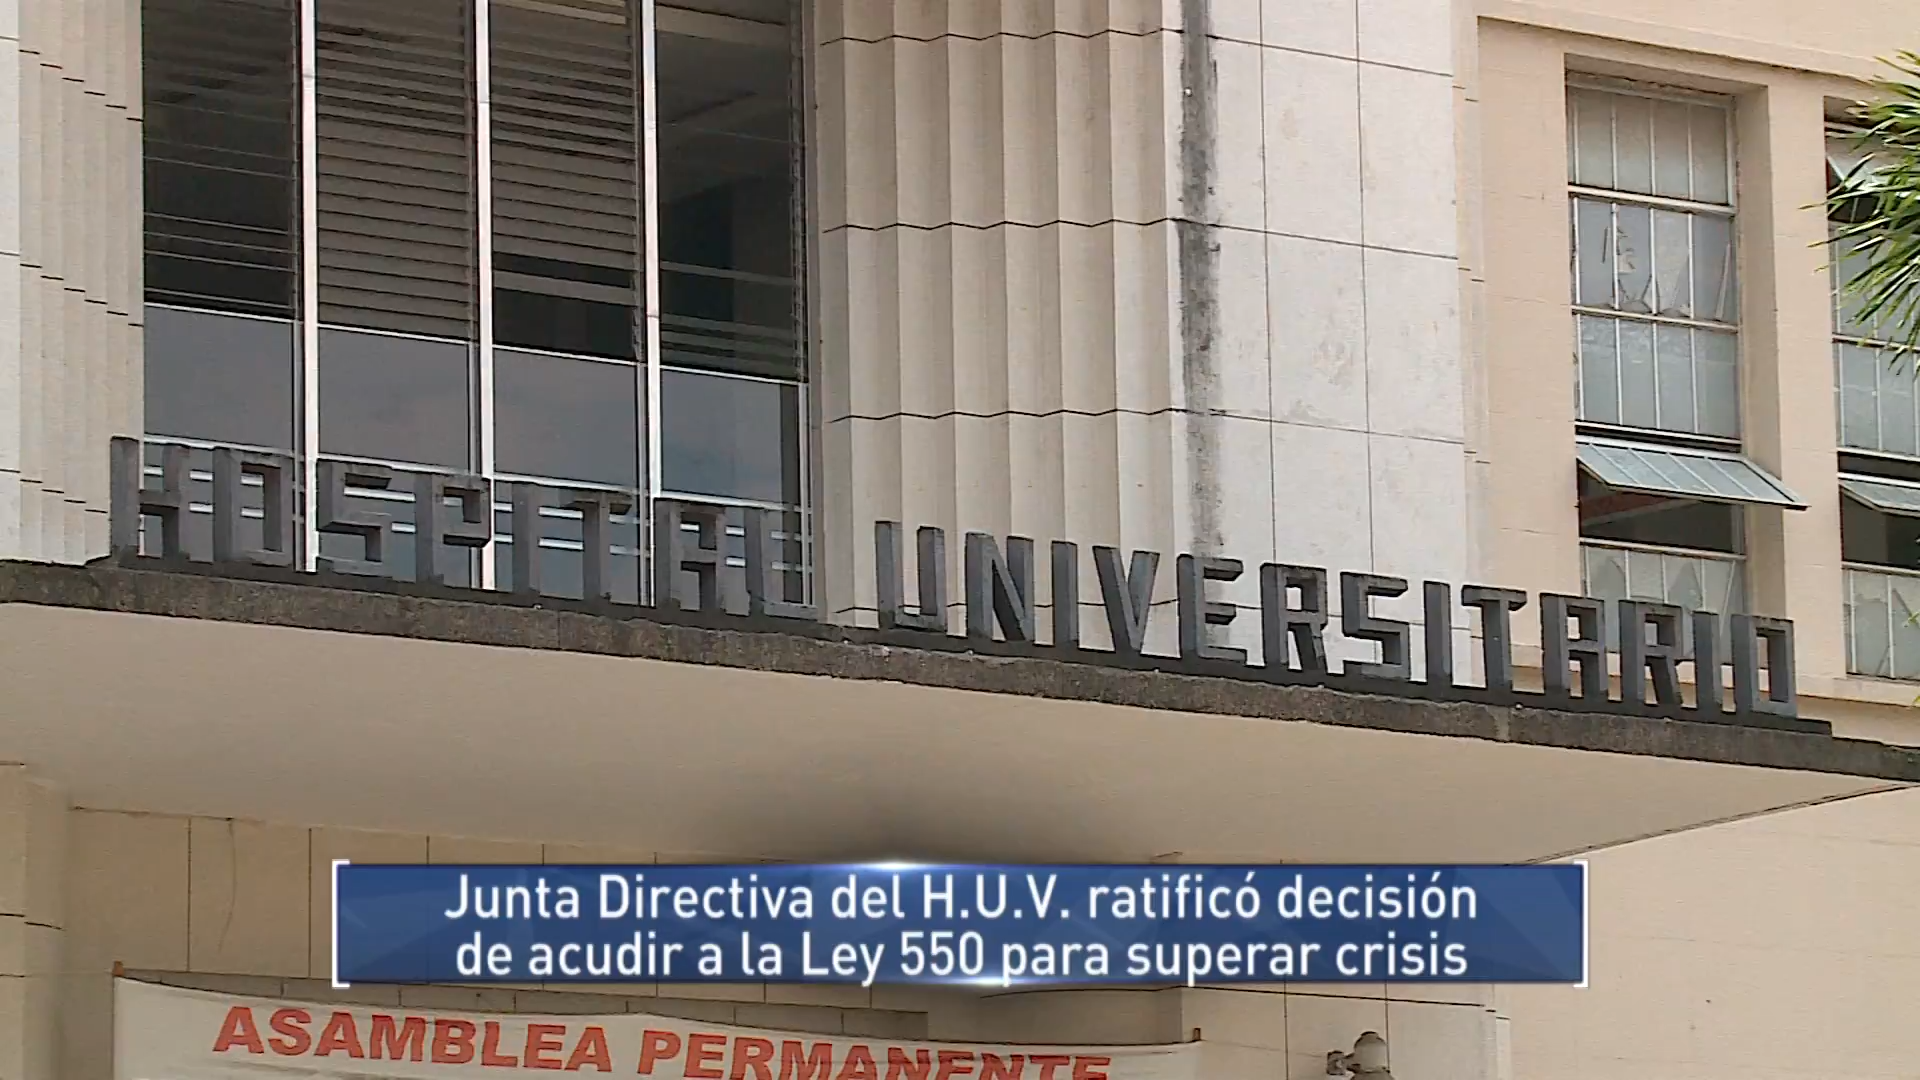 HOSPITAL UNIVERSITARIO
Junta Directiva del H.U.V. ratificó decisión
de acudir a la Ley 550 para superar crisis
ASAMBLEA PERMANENTE